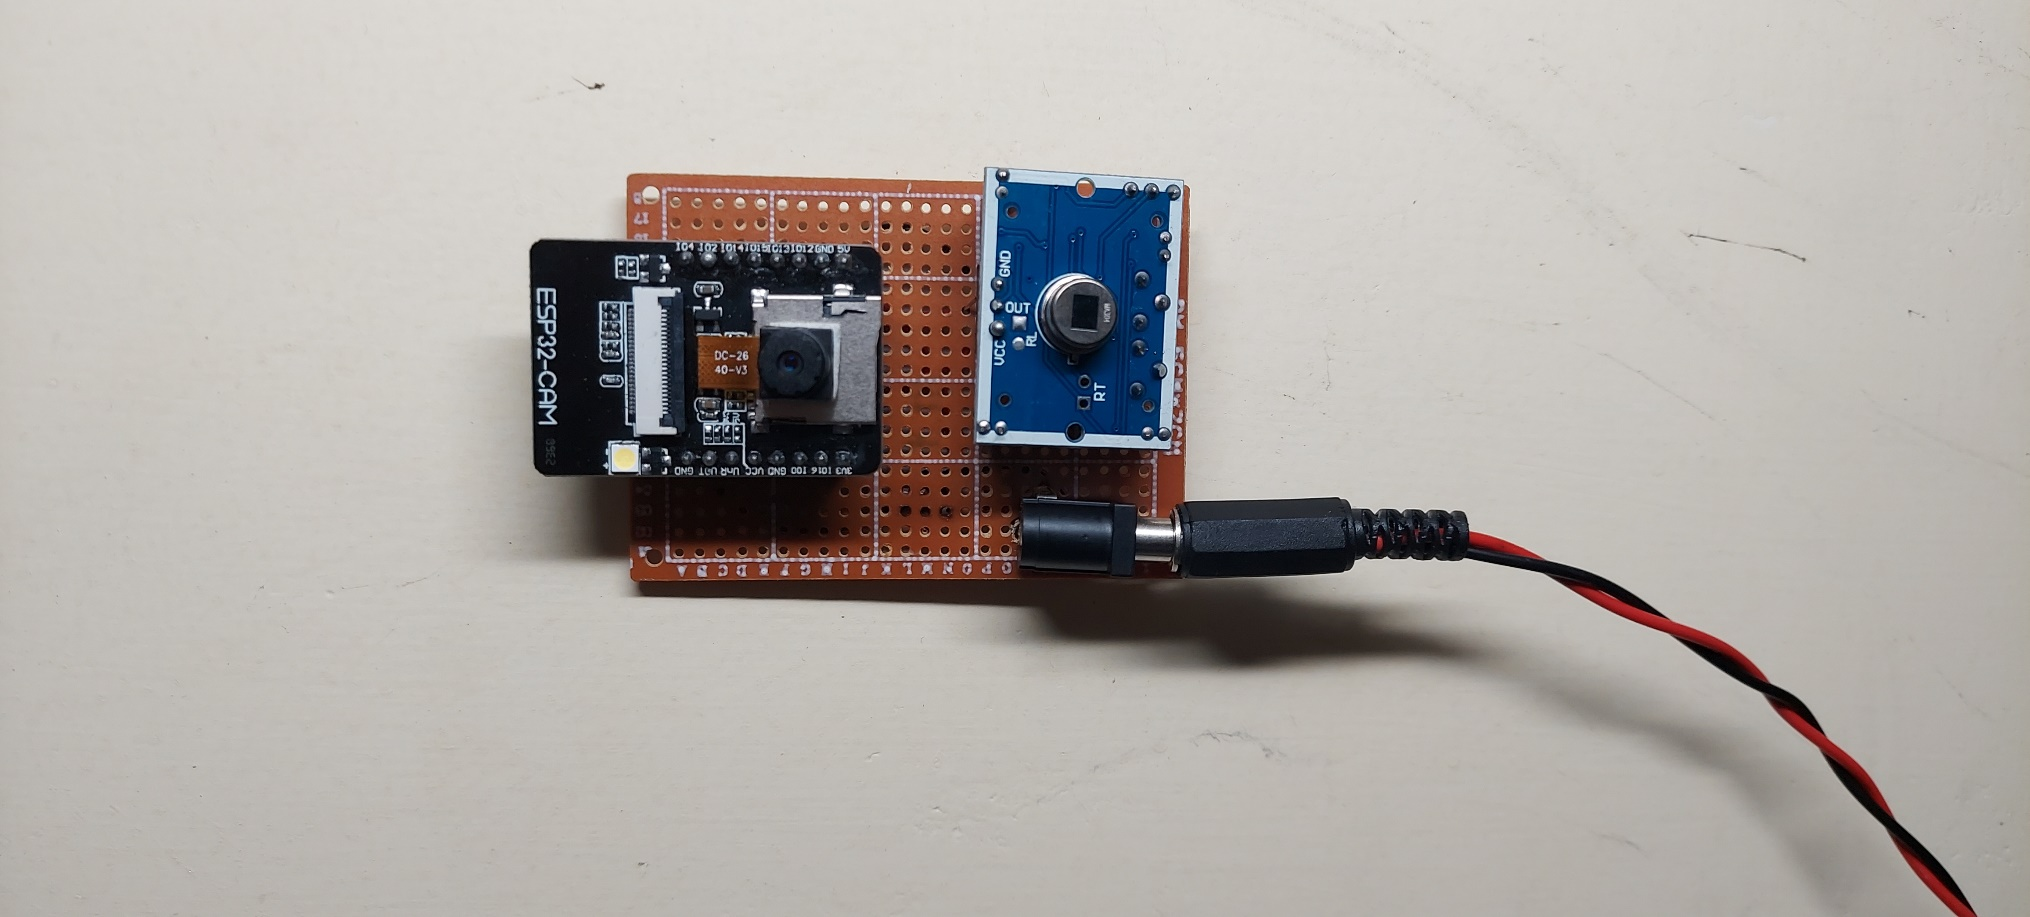 IO4 IO2 IO14 IO15 IO13 IO12 GND 5V
ESP32-CAM
DC-26
40-V3
GND U0T U0R VCC GND IO0 IO16 3V3
GND
OUT
RL
VCC
RT
17
A B C D E F G H I J K L M N O P Q